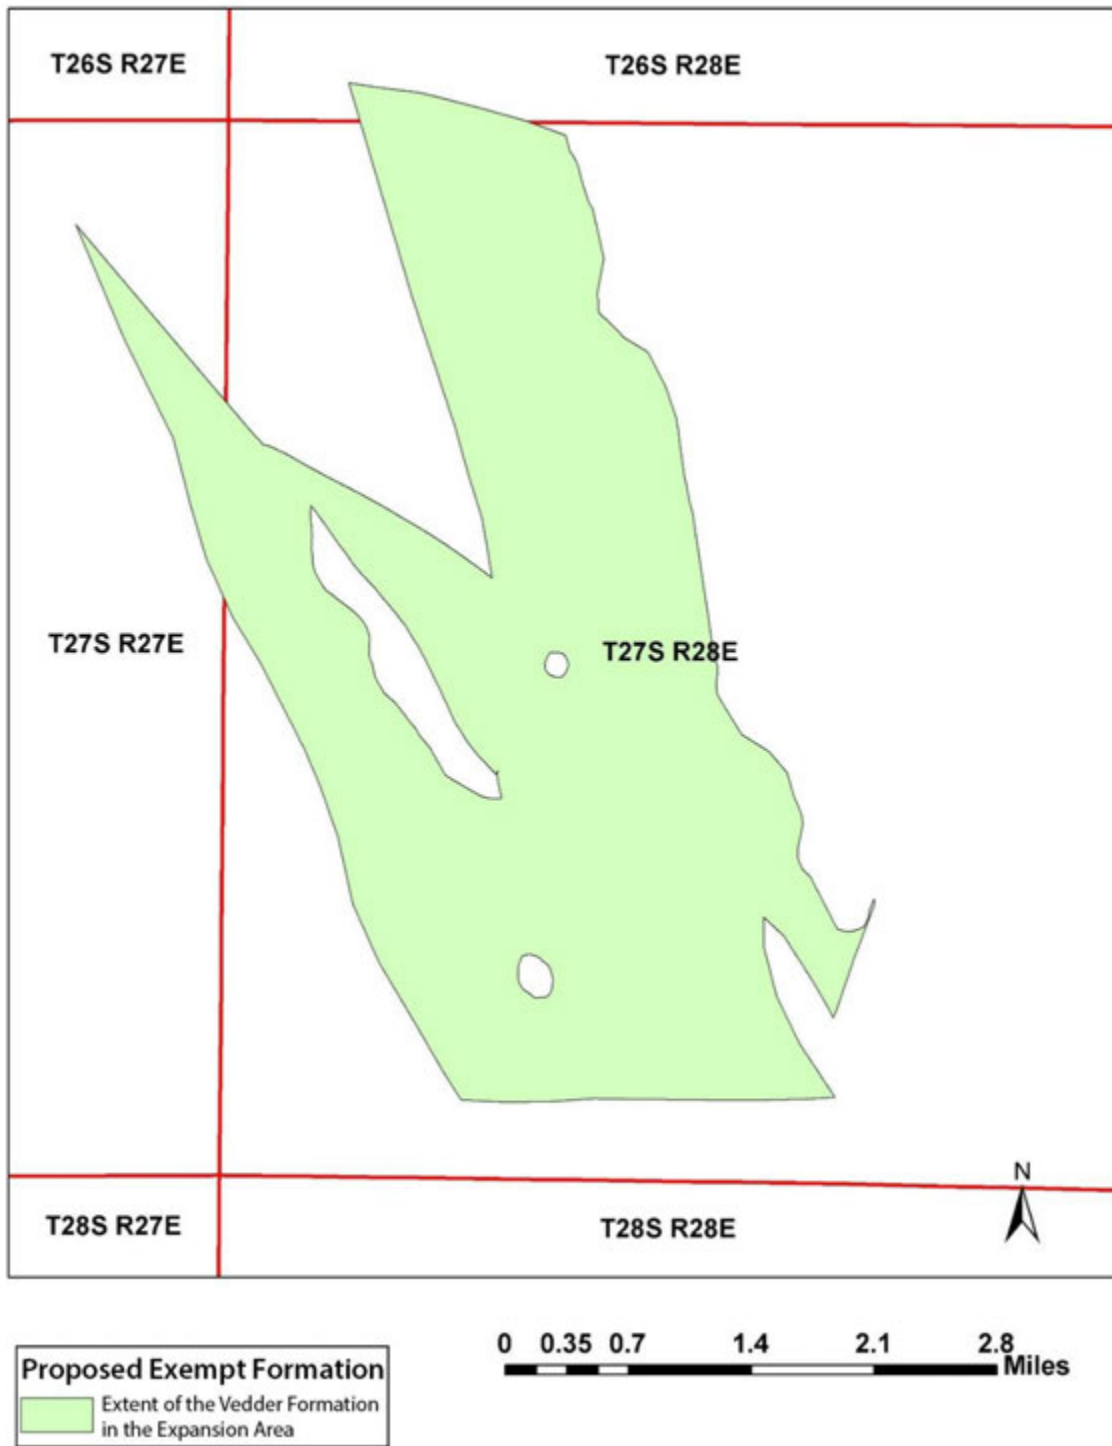 T26S R27E
T26S R28E
T27S R27E
T27S R28E
T28S R27E
T28S R28E
N
Proposed Exempt Formation
Extent of the Vedder Formation
in the Expansion Area
0 0.35 0.7 1.4 2.1 2.8
Miles